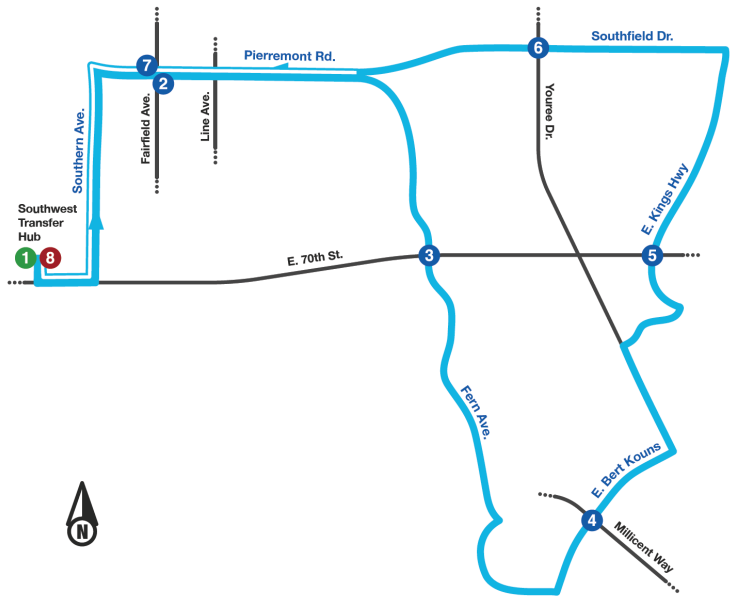 6
Southfield Dr.
Pierremont Rd.
7
2
Fairfield Ave.
Line Ave.
Youree Dr.
Southern Ave.
E. Kings Hwy
Southwest
Transfer
Hub
1
8
E. 70th St.
3
5
Fern Ave.
E. Bert Kouns
4
Millicent Way
N